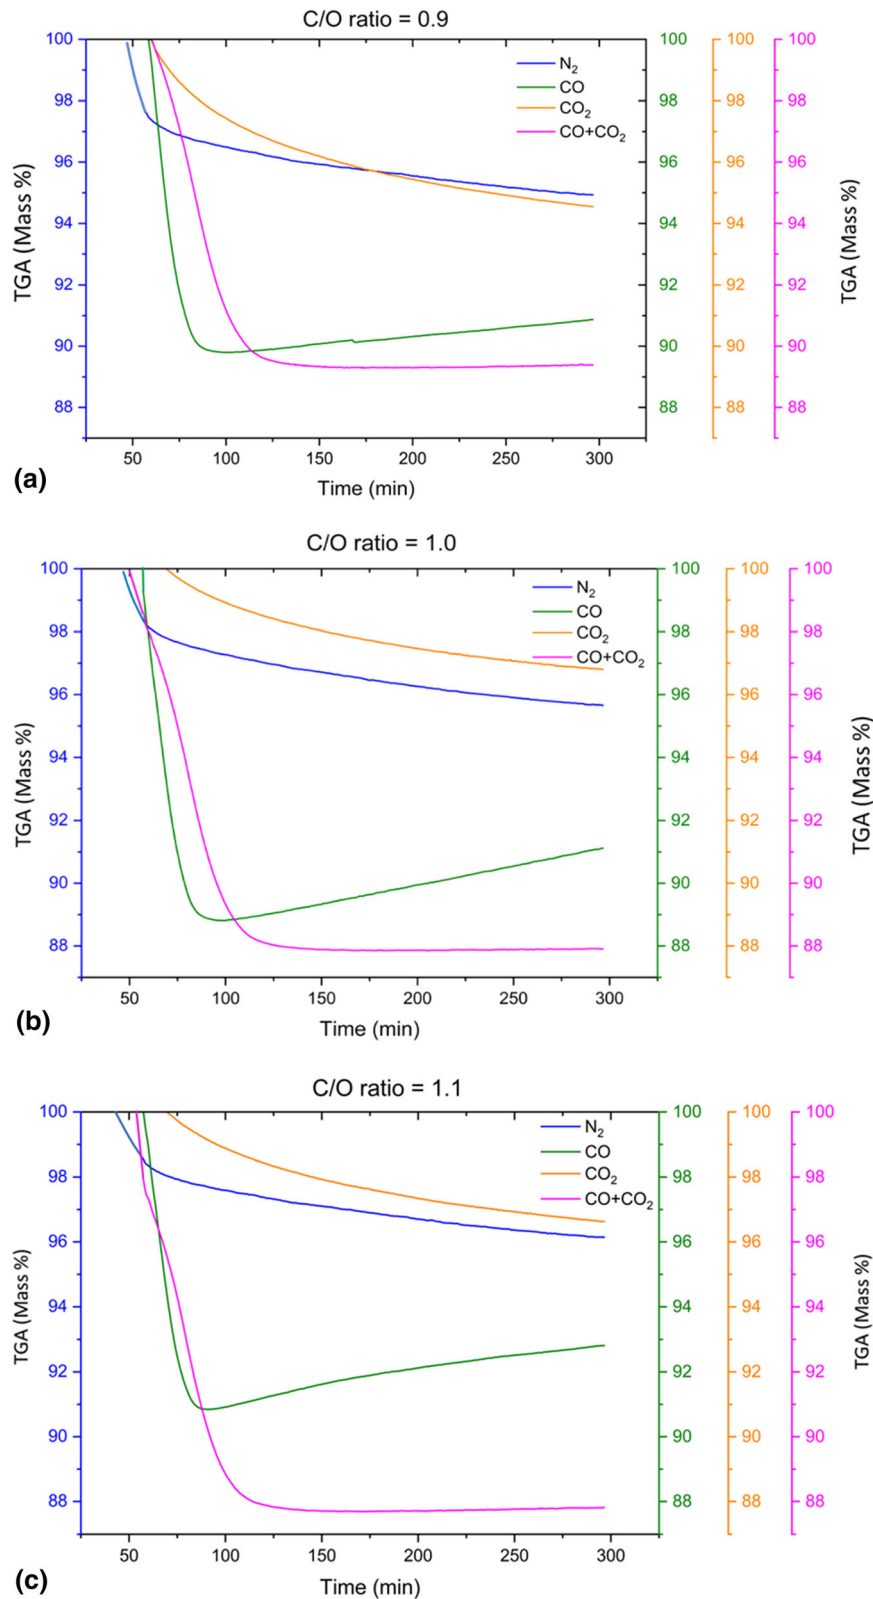 C/O ratio = 0.9
100 100 100 100
98 98 98 98
96 96 96 96
94 94 94 94
92 92 92 92
90 90 90 90
88 88 88 88
N₂
CO
CO₂
CO+CO₂
TGA (Mass %)
TGA (Mass %)
50 100 150 200 250 300
Time (min)
(a)
C/O ratio = 1.0
100 100 100 100
98 98 98 98
96 96 96 96
94 94 94 94
92 92 92 92
90 90 90 90
88 88 88 88
N₂
CO
CO₂
CO+CO₂
TGA (Mass %)
TGA (Mass %)
50 100 150 200 250 300
Time (min)
(b)
C/O ratio = 1.1
100 100 100 100
98 98 98 98
96 96 96 96
94 94 94 94
92 92 92 92
90 90 90 90
88 88 88 88
N₂
CO
CO₂
CO+CO₂
TGA (Mass %)
TGA (Mass %)
50 100 150 200 250 300
Time (min)
(c)